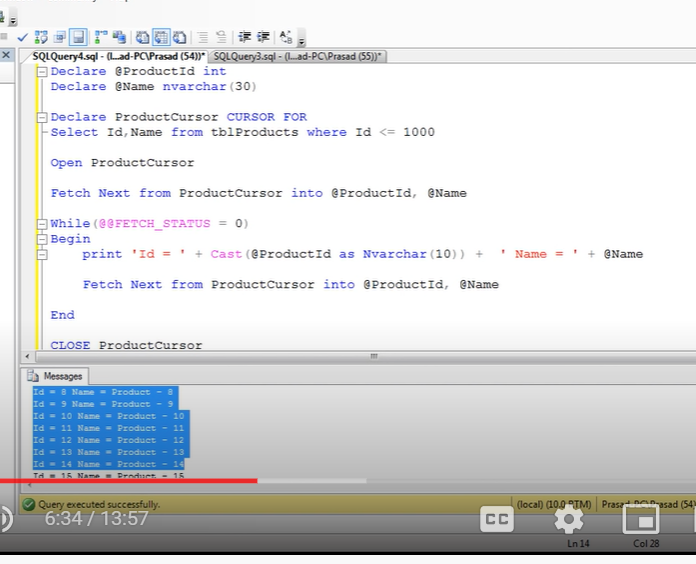 SQLQuery4.sql - (l...ad-PC\Prasad (54))* SQLQuery3.sql - (l...ad-PC\Prasad (55))*
Declare @ProductId int
Declare @Name nvarchar(30)
Declare ProductCursor CURSOR FOR
Select Id,Name from tblProducts where Id <= 1000
Open ProductCursor
Fetch Next from ProductCursor into @ProductId, @Name
While(@@FETCH_STATUS = 0)
Begin
print 'Id = ' + Cast(@ProductId as Nvarchar(10)) + ' Name = ' + @Name
Fetch Next from ProductCursor into @ProductId, @Name
End
CLOSE ProductCursor
Messages
Id = 8 Name = Product - 8
Id = 9 Name = Product - 9
Id = 10 Name = Product - 10
Id = 11 Name = Product - 11
Id = 12 Name = Product - 12
Id = 13 Name = Product - 13
Id = 14 Name = Product - 14
Id = 15 Name = Product - 15
Query executed successfully. (local) (10.0 RTM) Prasad-PC\Prasad (54)
6:34 / 13:57 CC
Ln 14 Col 28